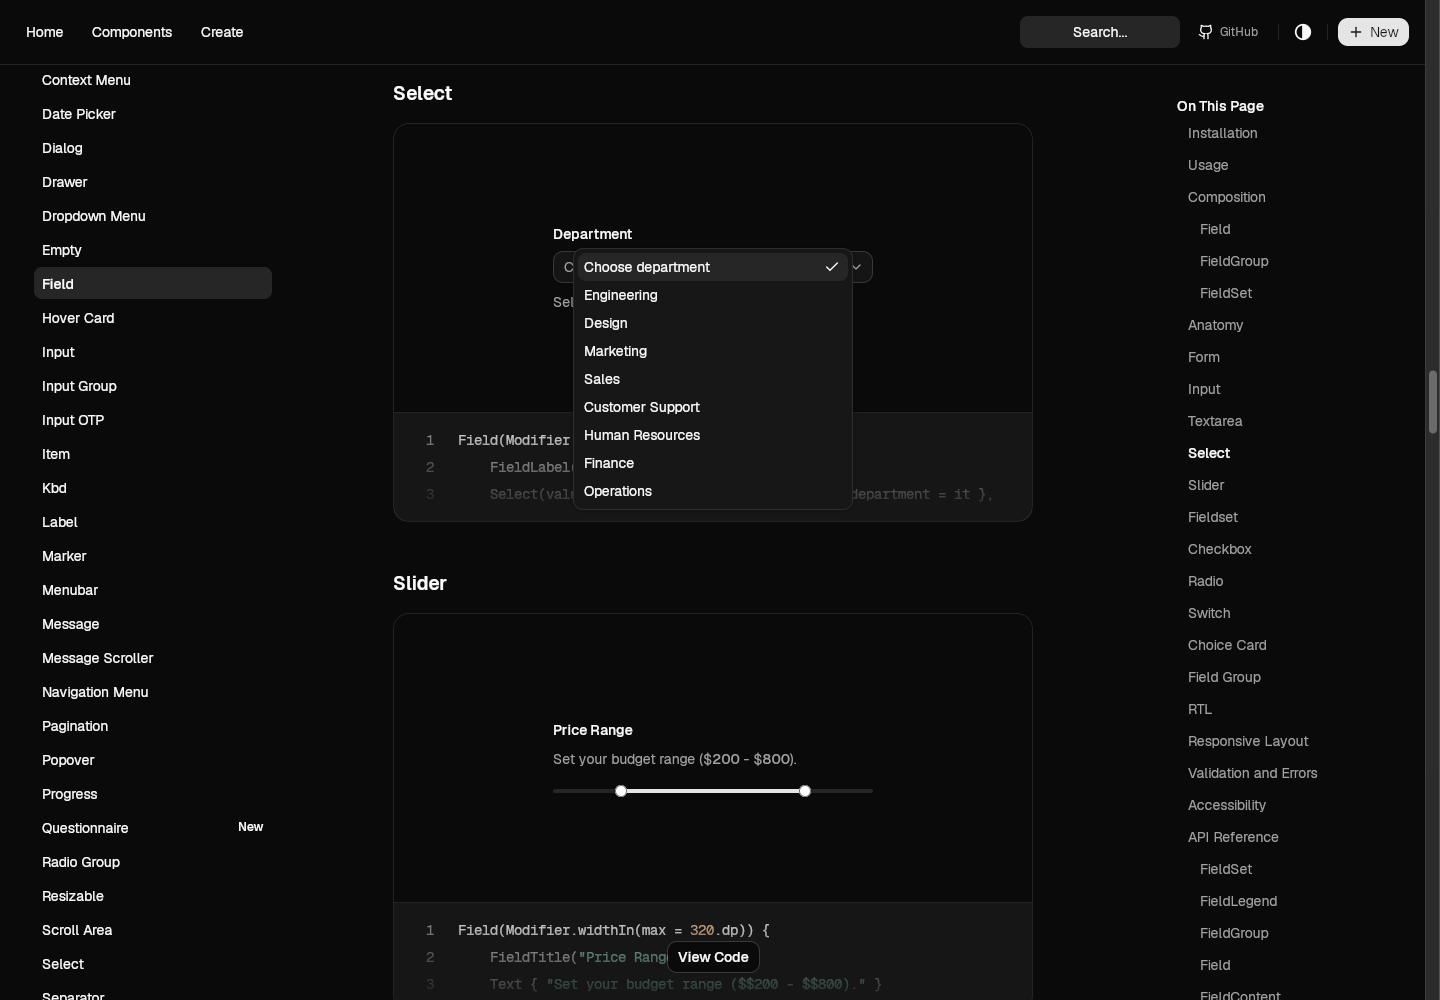 Home
Components
Create
Search...
GitHub
New
Context Menu
Date Picker
Dialog
Drawer
Dropdown Menu
Empty
Field
Hover Card
Input
Input Group
Input OTP
Item
Kbd
Label
Marker
Menubar
Message
Message Scroller
Navigation Menu
Pagination
Popover
Progress
Questionnaire New
Radio Group
Resizable
Scroll Area
Select
Separator
Select
Department
Choose department
Engineering
Design
Marketing
Sales
Customer Support
Human Resources
Finance
Operations
1 Field(Modifier
2 FieldLabel
3 Select( department = it },
Slider
Price Range
Set your budget range ($200 - $800).
1 Field(Modifier.widthIn(max = 320.dp)) {
2 FieldTitle("Price Rang
3 Text { "Set your budget range ($$200 - $$800)." }
View Code
On This Page
Installation
Usage
Composition
Field
FieldGroup
FieldSet
Anatomy
Form
Input
Textarea
Select
Slider
Fieldset
Checkbox
Radio
Switch
Choice Card
Field Group
RTL
Responsive Layout
Validation and Errors
Accessibility
API Reference
FieldSet
FieldLegend
FieldGroup
Field
FieldContent